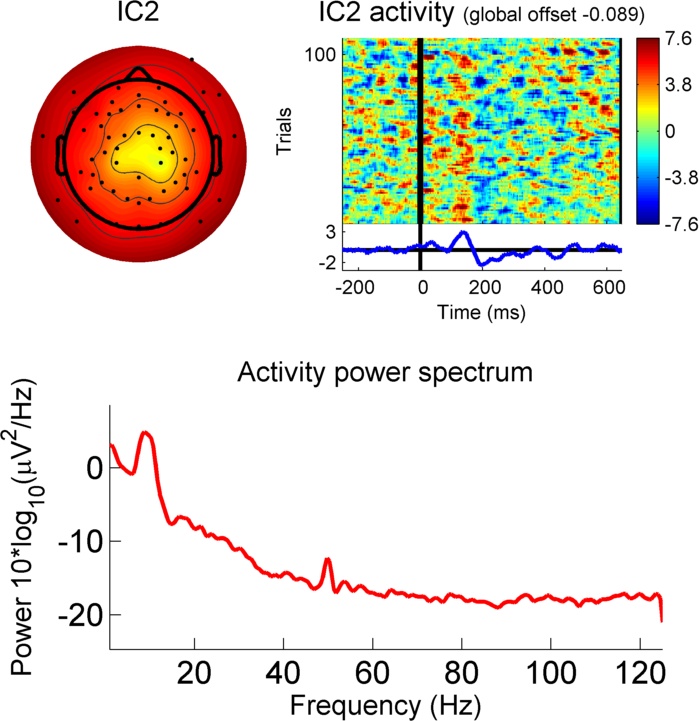 IC2
IC2 activity (global offset -0.089)
Trials
100
7.6
3.8
0
-3.8
-7.6
3
-2
-200 0 200 400 600
Time (ms)
Activity power spectrum
Power 10*log10(µV2/Hz)
0
-10
-20
20 40 60 80 100 120
Frequency (Hz)